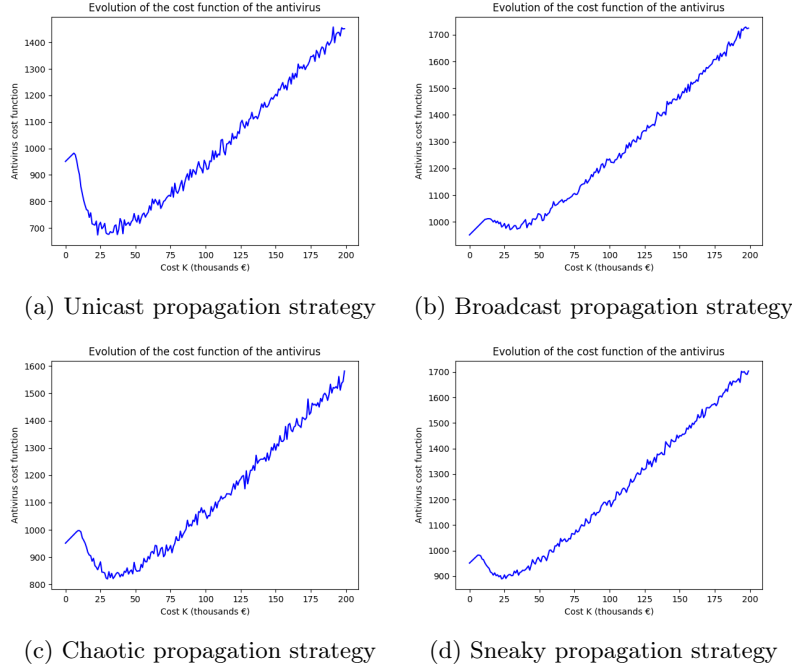 Evolution of the cost function of the antivirus
Evolution of the cost function of the antivirus
1400
1300
1200
1100
1000
900
800
700
Antivirus cost function
0 25 50 75 100 125 150 175 200
Cost K (thousands €)
1700
1600
1500
1400
1300
1200
1100
1000
Antivirus cost function
0 25 50 75 100 125 150 175 200
Cost K (thousands €)
(a) Unicast propagation strategy
(b) Broadcast propagation strategy
Evolution of the cost function of the antivirus
Evolution of the cost function of the antivirus
1600
1500
1400
1300
1200
1100
1000
900
800
Antivirus cost function
0 25 50 75 100 125 150 175 200
Cost K (thousands €)
1700
1600
1500
1400
1300
1200
1100
1000
900
Antivirus cost function
0 25 50 75 100 125 150 175 200
Cost K (thousands €)
(c) Chaotic propagation strategy
(d) Sneaky propagation strategy